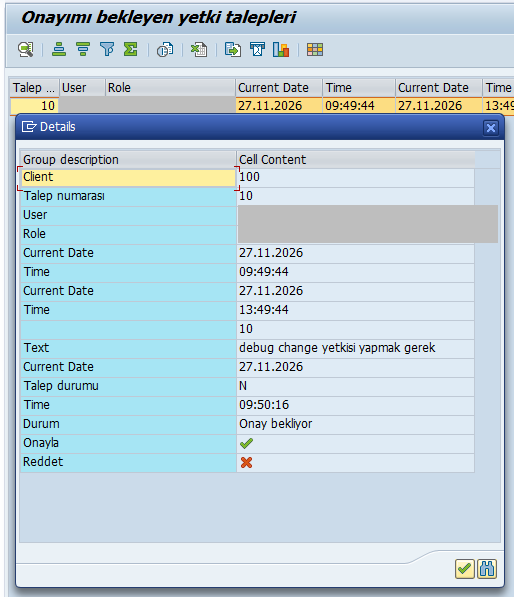 Onayımı bekleyen yetki talepleri
Talep ... User Role Current Date Time Current Date Time
10 27.11.2026 09:49:44 27.11.2026 13:49
Details
Group description Cell Content
Client 100
Talep numarası 10
User
Role
Current Date 27.11.2026
Time 09:49:44
Current Date 27.11.2026
Time 13:49:44
10
Text debug change yetkisi yapmak gerek
Current Date 27.11.2026
Talep durumu N
Time 09:50:16
Durum Onay bekliyor
Onayla
Reddet